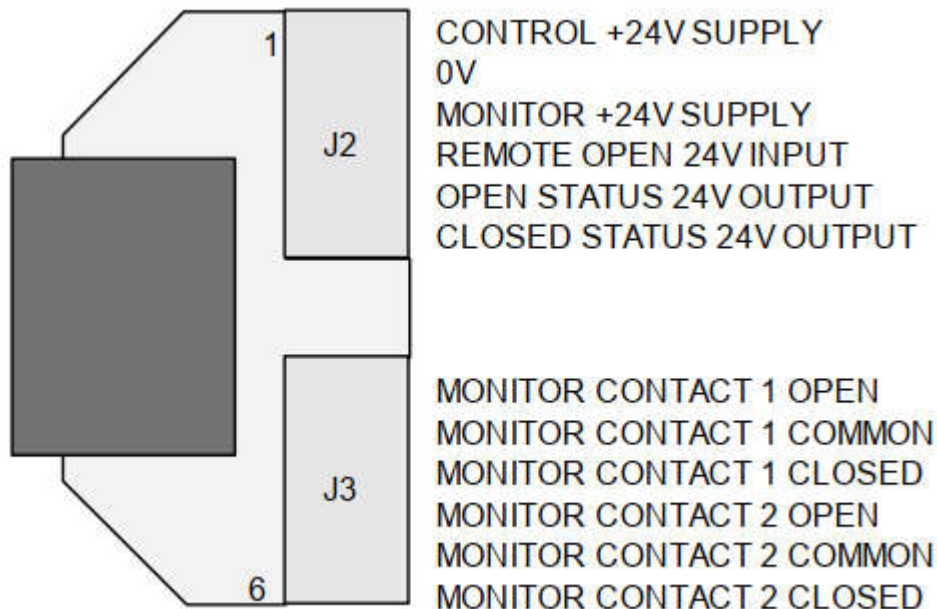 1
J2
CONTROL +24V SUPPLY
0V
MONITOR +24V SUPPLY
REMOTE OPEN 24V INPUT
OPEN STATUS 24V OUTPUT
CLOSED STATUS 24V OUTPUT
J3
6
MONITOR CONTACT 1 OPEN
MONITOR CONTACT 1 COMMON
MONITOR CONTACT 1 CLOSED
MONITOR CONTACT 2 OPEN
MONITOR CONTACT 2 COMMON
MONITOR CONTACT 2 CLOSED